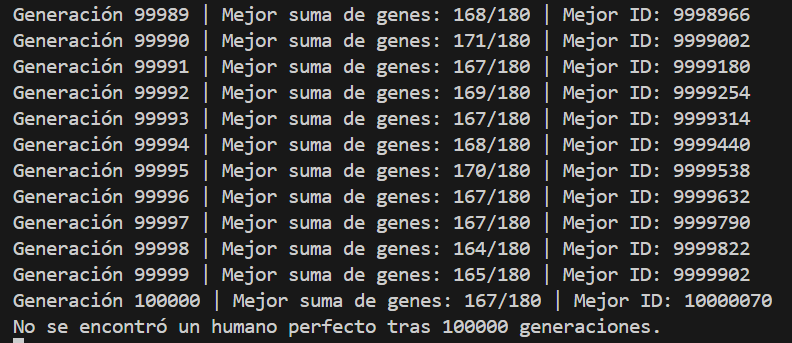 Generación 99989 | Mejor suma de genes: 168/180 | Mejor ID: 9998966
Generación 99990 | Mejor suma de genes: 171/180 | Mejor ID: 9999002
Generación 99991 | Mejor suma de genes: 167/180 | Mejor ID: 9999180
Generación 99992 | Mejor suma de genes: 169/180 | Mejor ID: 9999254
Generación 99993 | Mejor suma de genes: 167/180 | Mejor ID: 9999314
Generación 99994 | Mejor suma de genes: 168/180 | Mejor ID: 9999440
Generación 99995 | Mejor suma de genes: 170/180 | Mejor ID: 9999538
Generación 99996 | Mejor suma de genes: 167/180 | Mejor ID: 9999632
Generación 99997 | Mejor suma de genes: 167/180 | Mejor ID: 9999790
Generación 99998 | Mejor suma de genes: 164/180 | Mejor ID: 9999822
Generación 99999 | Mejor suma de genes: 165/180 | Mejor ID: 9999902
Generación 100000 | Mejor suma de genes: 167/180 | Mejor ID: 10000070
No se encontró un humano perfecto tras 100000 generaciones.